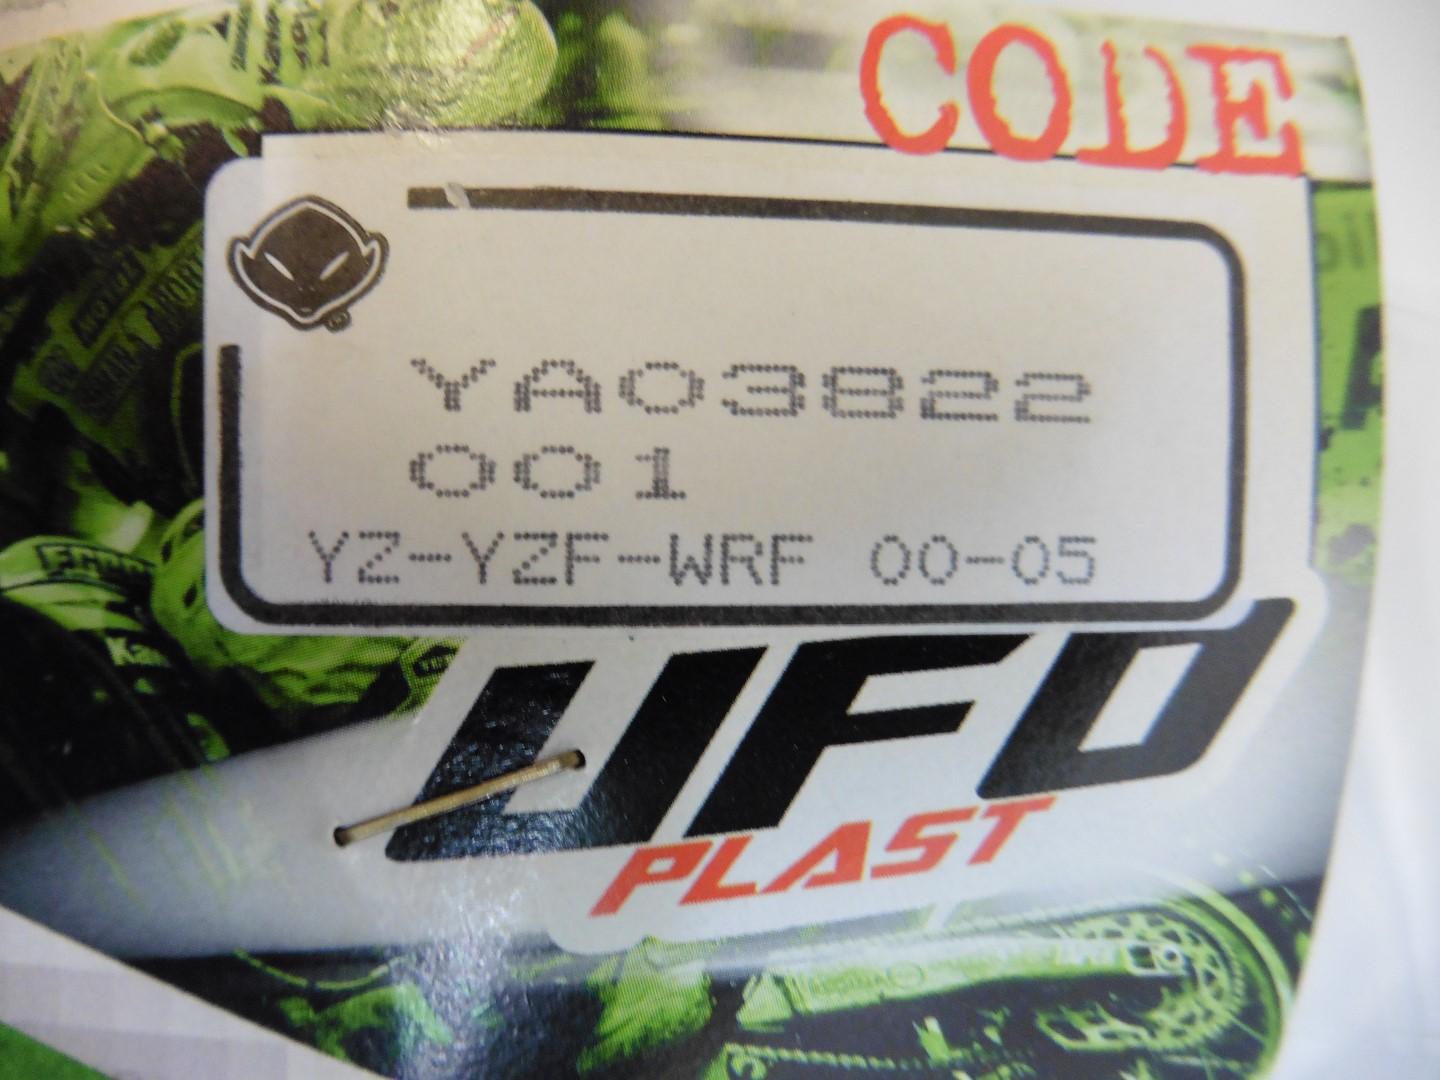 CODE
YA03822
001
YZ-YZF-WRF 00-05
UFO
PLAST